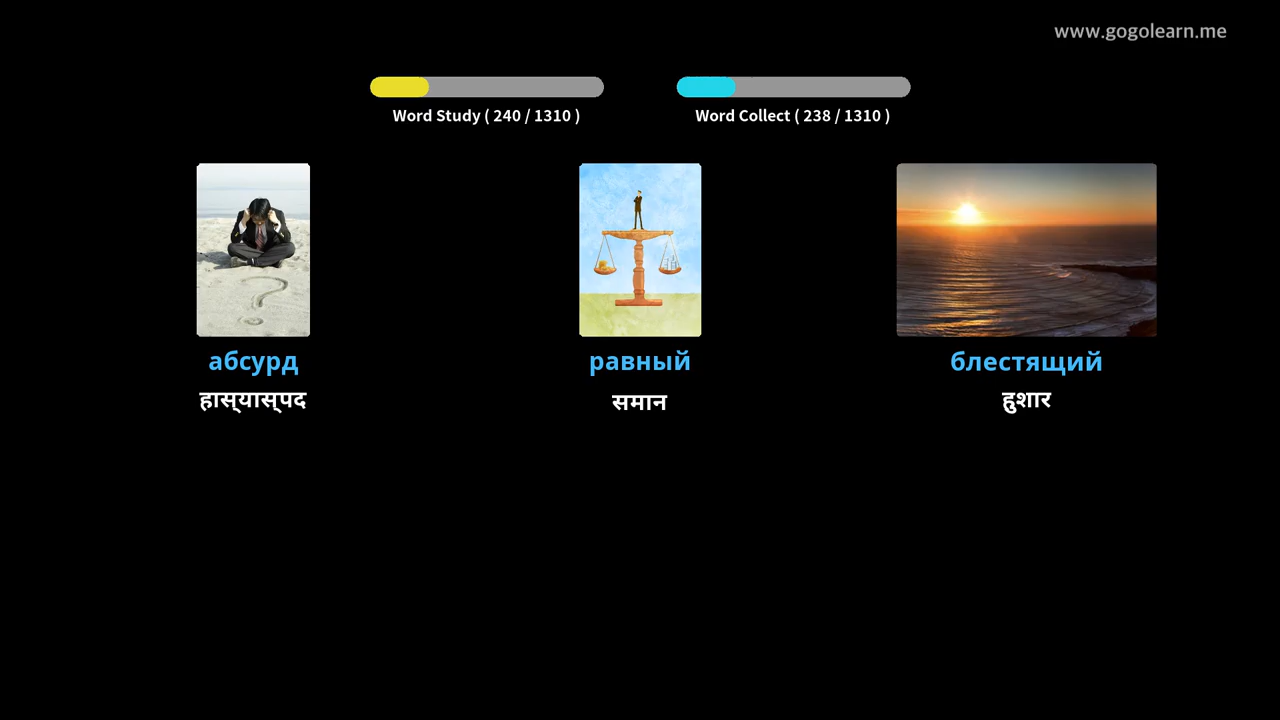 www.gogolearn.me
Word Study ( 240 / 1310 )
Word Collect ( 238 / 1310 )
абсурд
равный
блестящий
हास्‌यास्‌पद
समान
हुशार